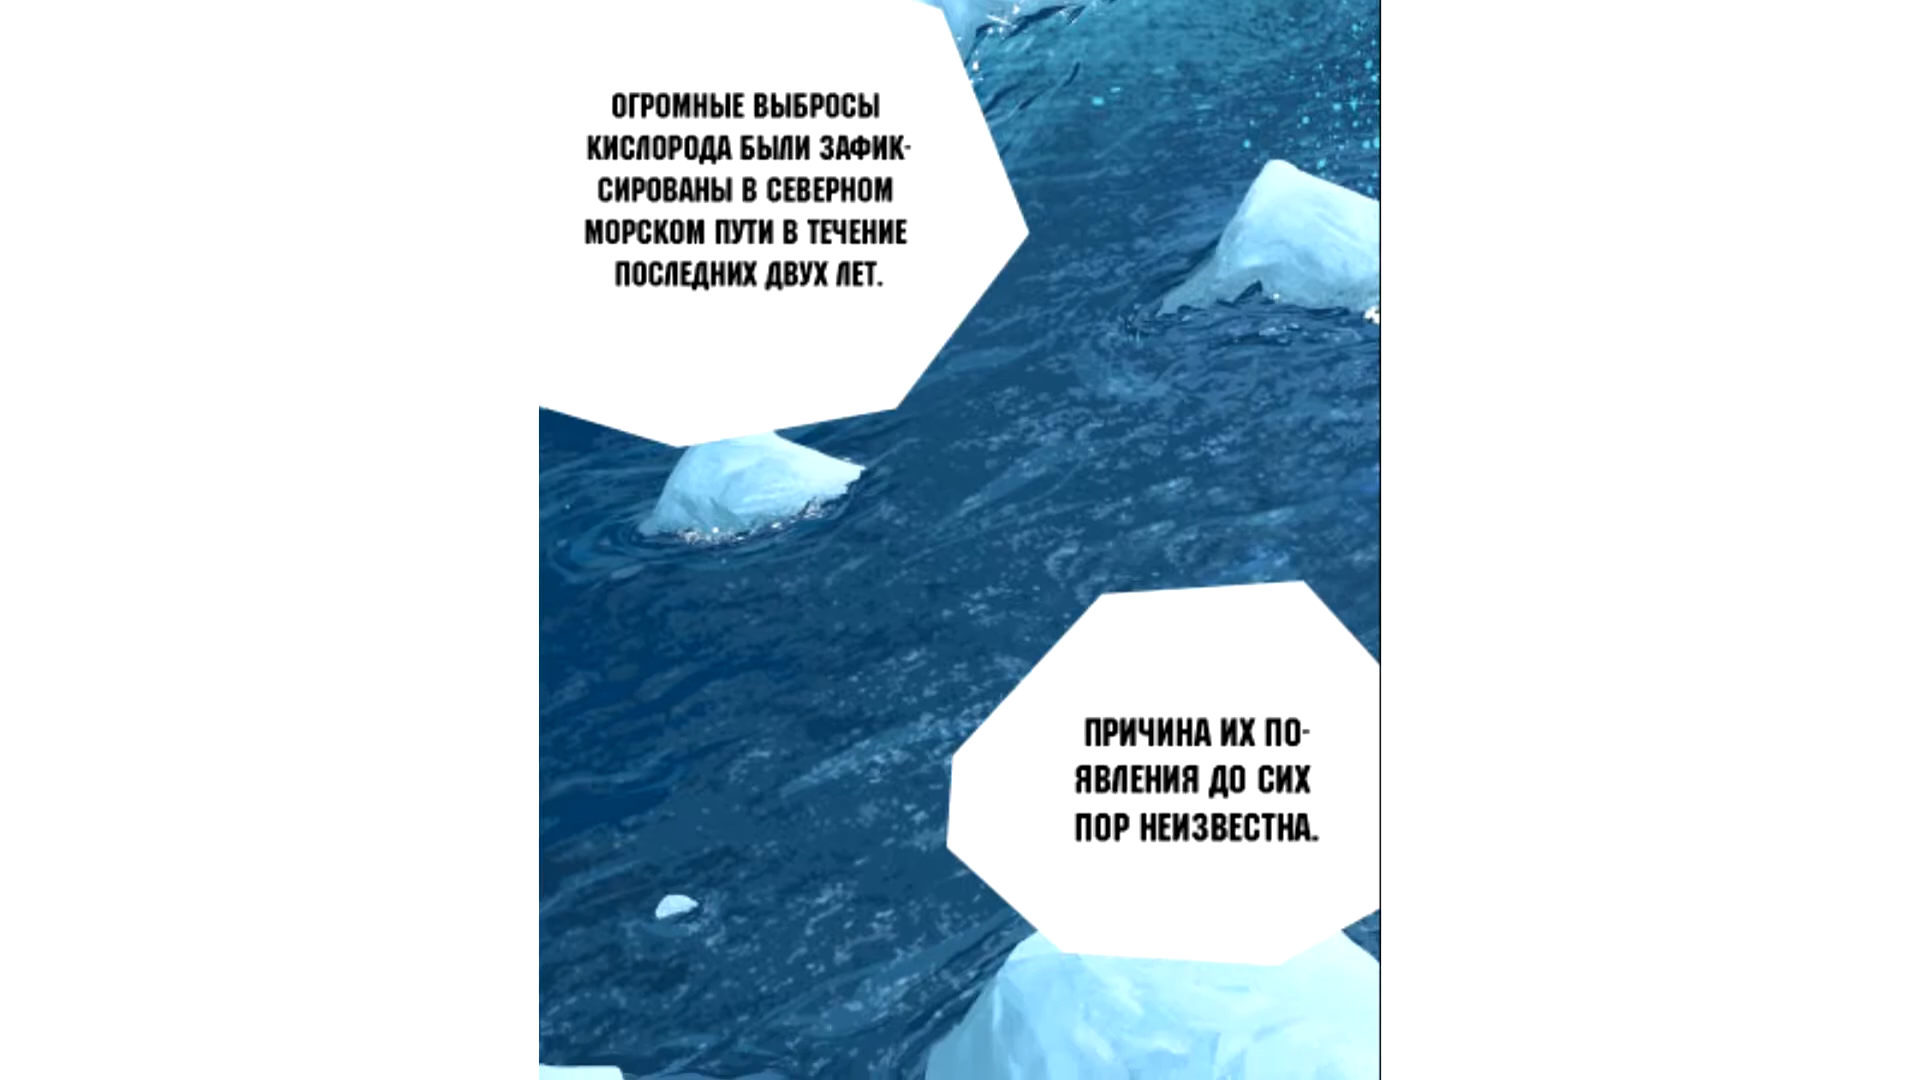 ОГРОМНЫЕ ВЫБРОСЫ
КИСЛОРОДА БЫЛИ ЗАФИК-
СИРОВАНЫ В СЕВЕРНОМ
МОРСКОМ ПУТИ В ТЕЧЕНИЕ
ПОСЛЕДНИХ ДВУХ ЛЕТ.
ПРИЧИНА ИХ ПО-
ЯВЛЕНИЯ ДО СИХ
ПОР НЕИЗВЕСТНА.